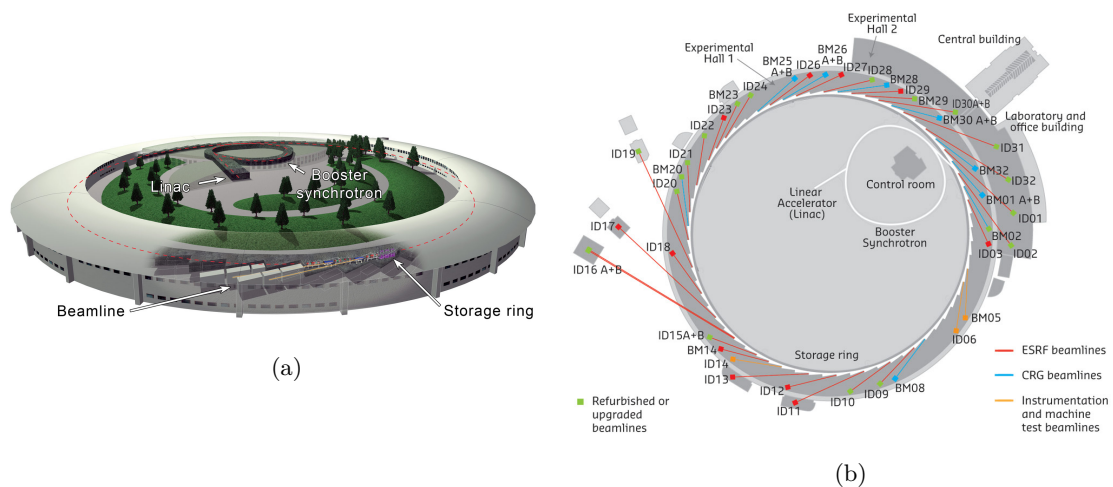 Linac
Booster
synchrotron
Beamline
Storage ring
(a)
Experimental
Hall 2
Central building
Experimental
Hall 1
BM25
A+B
ID26
BM26
A+B
ID27
ID28
BM28
ID29
BM29
ID30A+B
BM30 A+B
Laboratory and
office building
ID24
BM23
ID23
ID22
ID31
ID19
ID21
BM20
ID20
BM32
ID32
BM01 A+B
ID01
Control room
Linear
Accelerator
(Linac)
Booster
Synchrotron
BM02
ID03
ID02
ID17
ID18
ID16 A+B
BM05
ID06
ID15A+B
BM14
ID14
ID13
ID12
ID11
ID10
ID09
BM08
Storage ring
ESRF beamlines
CRG beamlines
Instrumentation
and machine
test beamlines
Refurbished or
upgraded
beamlines
(b)